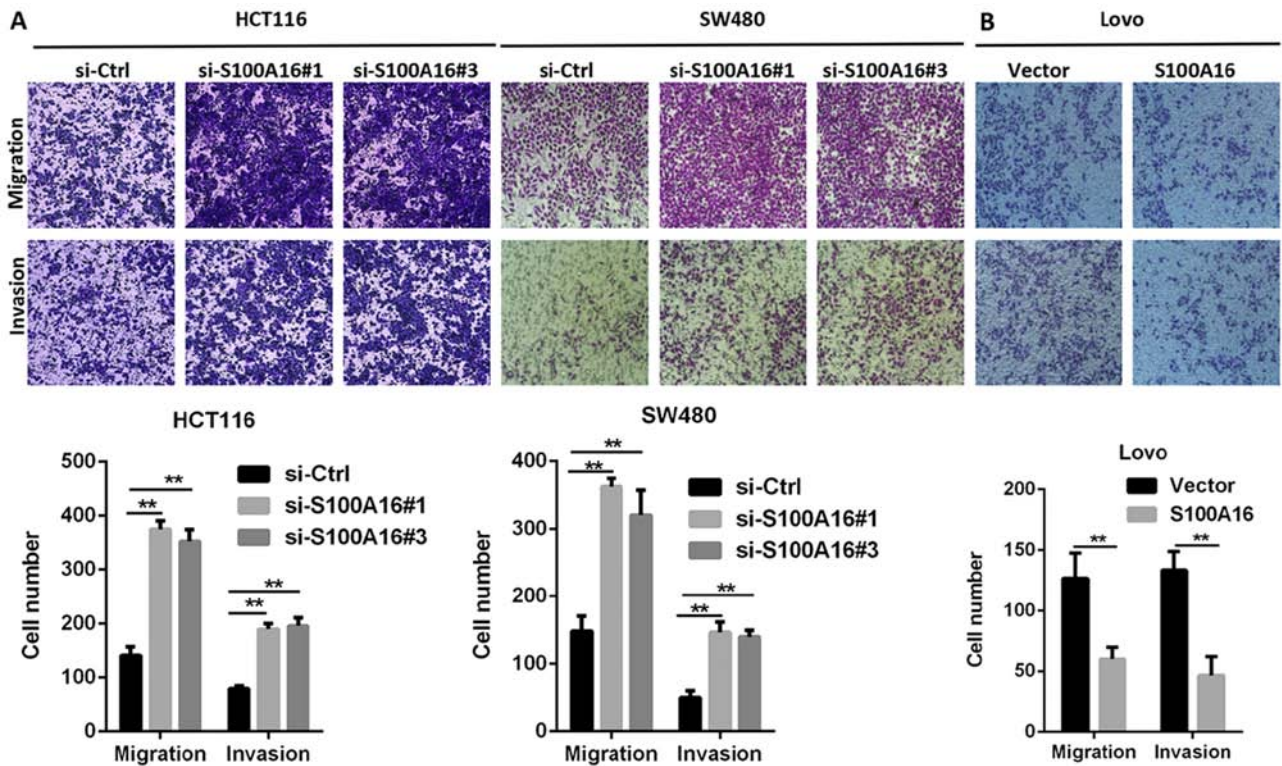 A
HCT116
SW480
B
Lovo
si-Ctrl
si-S100A16#1
si-S100A16#3
si-Ctrl
si-S100A16#1
si-S100A16#3
Vector
S100A16
Migration
Invasion
HCT116
Cell number
500
400
300
200
100
0
**
**
**
**
si-Ctrl
si-S100A16#1
si-S100A16#3
Migration
Invasion
SW480
Cell number
400
300
200
100
0
**
**
**
**
si-Ctrl
si-S100A16#1
si-S100A16#3
Migration
Invasion
Lovo
Vector
S100A16
Cell number
200
150
100
50
0
**
**
Migration
Invasion